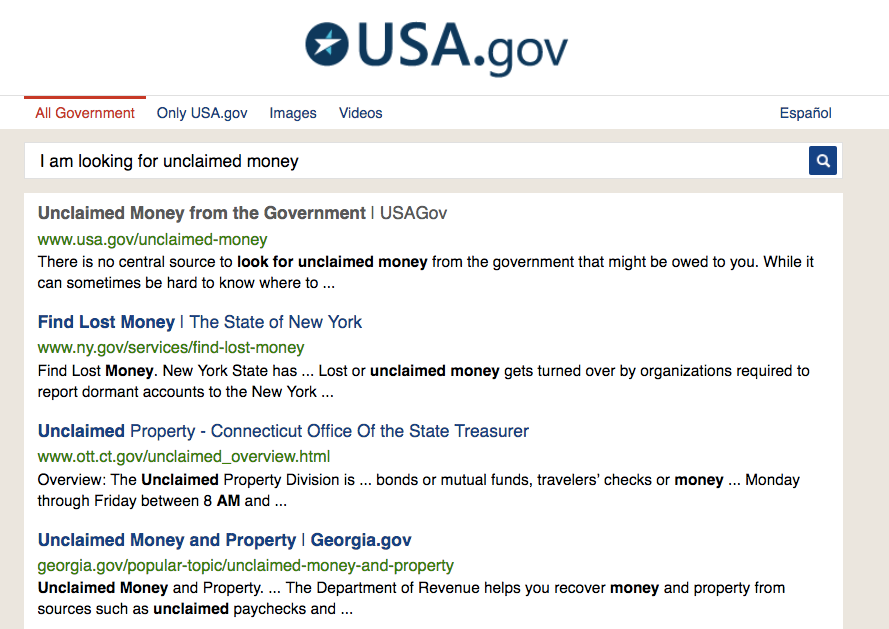 USA.gov
All Government Only USA.gov Images Videos Español
I am looking for unclaimed money
Unclaimed Money from the Government | USAGov
www.usa.gov/unclaimed-money
There is no central source to look for unclaimed money from the government that might be owed to you. While it
can sometimes be hard to know where to ...
Find Lost Money | The State of New York
www.ny.gov/services/find-lost-money
Find Lost Money. New York State has ... Lost or unclaimed money gets turned over by organizations required to
report dormant accounts to the New York ...
Unclaimed Property - Connecticut Office Of the State Treasurer
www.ott.ct.gov/unclaimed_overview.html
Overview: The Unclaimed Property Division is ... bonds or mutual funds, travelers’ checks or money ... Monday
through Friday between 8 AM and ...
Unclaimed Money and Property | Georgia.gov
georgia.gov/popular-topic/unclaimed-money-and-property
Unclaimed Money and Property. ... The Department of Revenue helps you recover money and property from
sources such as unclaimed paychecks and ...